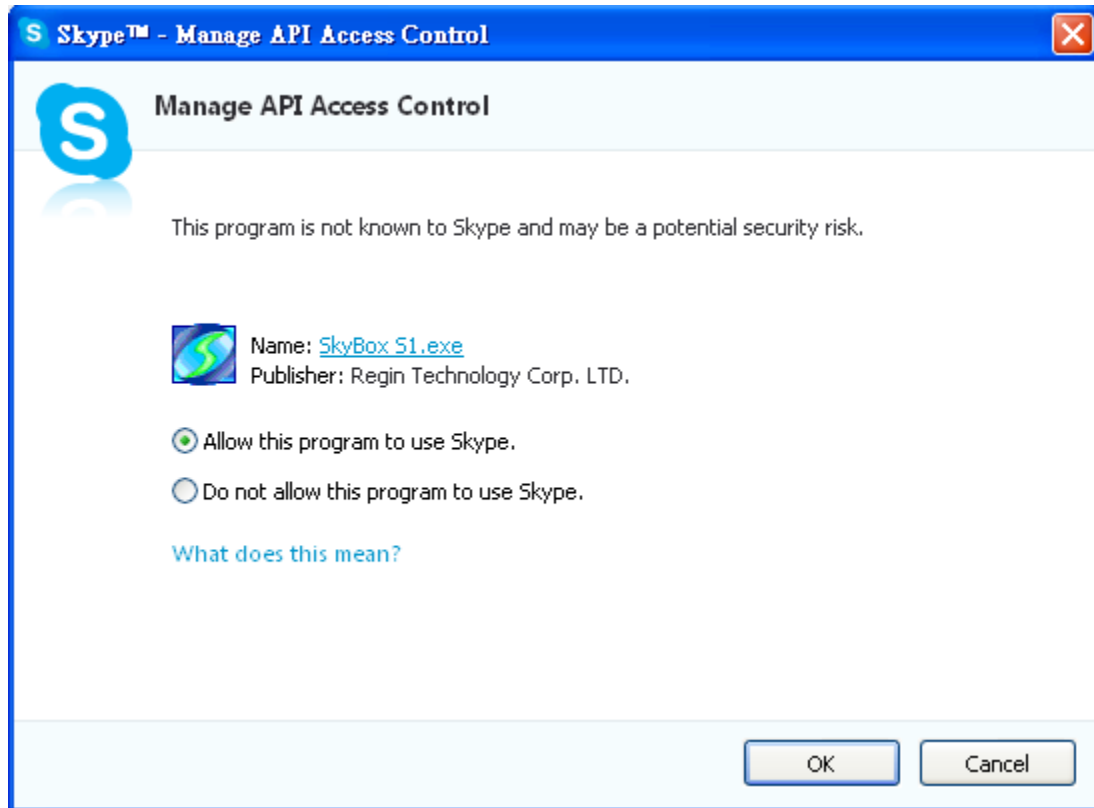 Skype™ - Manage API Access Control
Manage API Access Control
This program is not known to Skype and may be a potential security risk.
Name: SkyBox S1.exe
Publisher: Regin Technology Corp. LTD.
Allow this program to use Skype.
Do not allow this program to use Skype.
What does this mean?
OK
Cancel